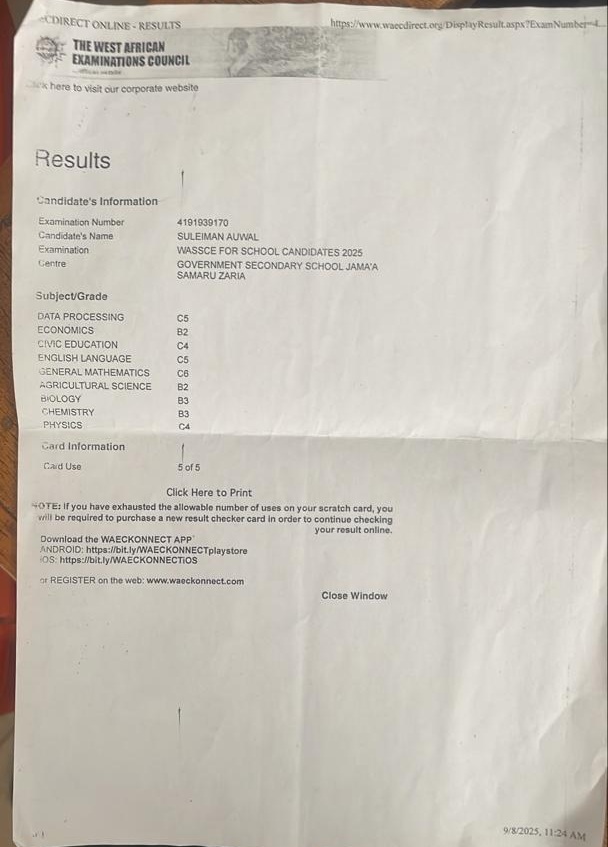 CDIRECT ONLINE - RESULTS
https://www.waecdirect.org/DisplayResult.aspx?ExamNumber=4...
THE WEST AFRICAN
EXAMINATIONS COUNCIL
here to visit our corporate website
Results
Candidate's Information
Examination Number 4191939170
Candidate's Name SULEIMAN AUWAL
Examination WASSCE FOR SCHOOL CANDIDATES 2025
Centre GOVERNMENT SECONDARY SCHOOL JAMA'A
SAMARU ZARIA
Subject/Grade
DATA PROCESSING C5
ECONOMICS B2
CIVIC EDUCATION C4
ENGLISH LANGUAGE C5
GENERAL MATHEMATICS C6
AGRICULTURAL SCIENCE B2
BIOLOGY B3
CHEMISTRY B3
PHYSICS C4
Card Information
Card Use 5 of 5
Click Here to Print
NOTE: If you have exhausted the allowable number of uses on your scratch card, you
will be required to purchase a new result checker card in order to continue checking
your result online.
Download the WAECKONNECT APP
ANDROID: https://bit.ly/WAECKONNECTplaystore
iOS: https://bit.ly/WAECKONNECTiOS
or REGISTER on the web: www.waeckonnect.com
Close Window
9/8/2025, 11:24 AM